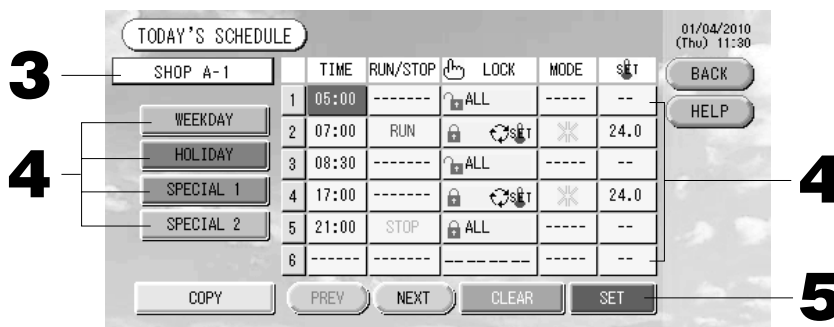 TODAY'S SCHEDULE
01/04/2010
(Thu) 11:30
3
SHOP A-1
TIME RUN/STOP LOCK MODE SET
BACK
HELP
1 05:00 ------- ALL ----- --
2 07:00 RUN SET 24.0
3 08:30 ------- ALL ----- --
4 17:00 ------- SET 24.0
5 21:00 STOP ALL ----- --
6 ------ ------- -------- ----- --
4
WEEKDAY
HOLIDAY
SPECIAL 1
SPECIAL 2
4
COPY PREV NEXT CLEAR SET
5